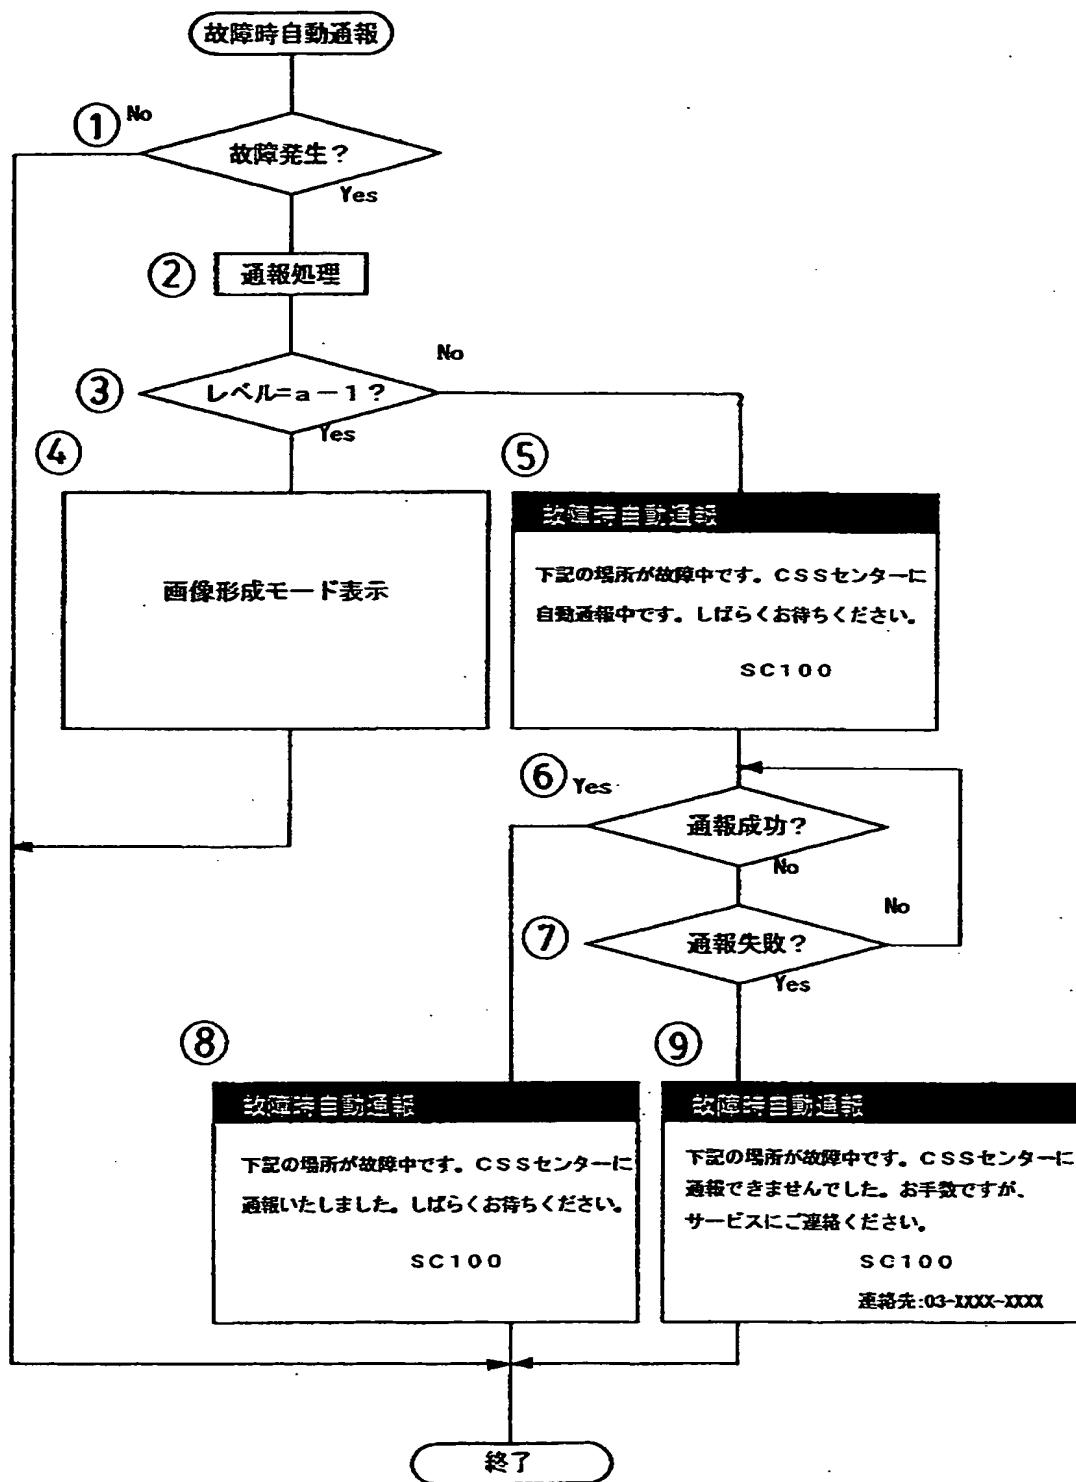 故障時自動通報
① No
故障発生?
Yes
② 通報処理
No
③ レベル=a-1?
Yes
④
画像形成モード表示
⑤
故障時自動通報
下記の場所が故障中です。CSSセンターに
自動通報中です。しばらくお待ちください。
SC100
⑥ Yes
通報成功?
No
No
⑦ 通報失敗?
Yes
⑧
故障時自動通報
下記の場所が故障中です。CSSセンターに
通報いたしました。しばらくお待ちください。
SC100
⑨
故障時自動通報
下記の場所が故障中です。CSSセンターに
通報できませんでした。お手数ですが、
サービスにご連絡ください。
SC100
連絡先:03-XXXX-XXXX
終了